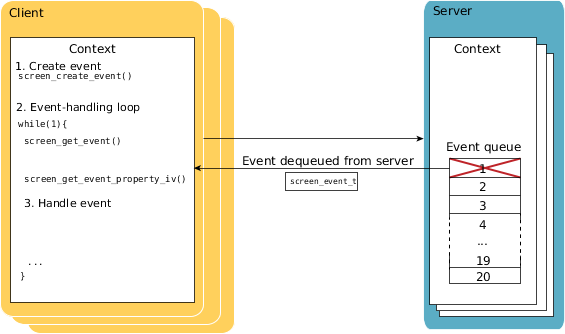 Client
Context
1. Create event
screen_create_event()
2. Event-handling loop
while(1){
screen_get_event()
screen_get_event_property_iv()
3. Handle event
...
}
Event dequeued from server
screen_event_t
Server
Context
Event queue
1
2
3
4
...
19
20